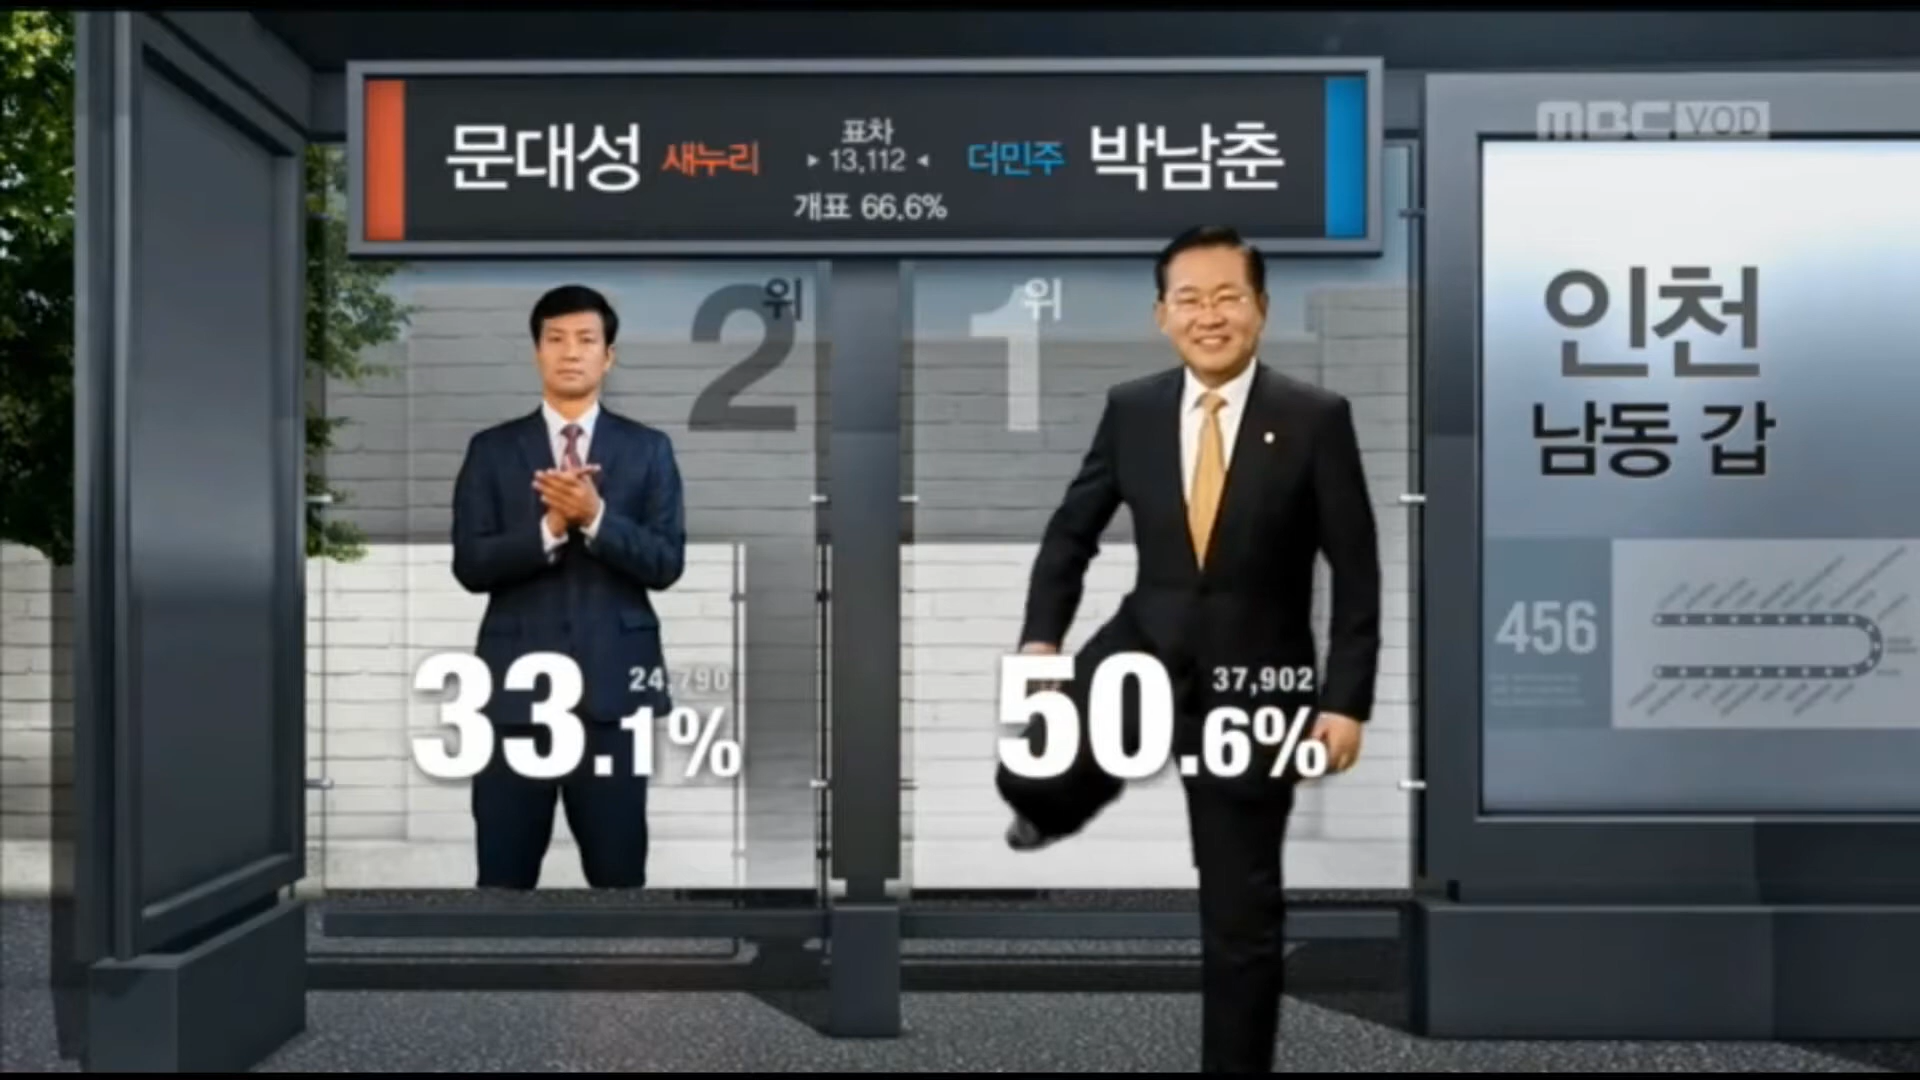 MBC VOD
문대성 새누리
표차
13,112
개표 66.6%
더민주 박남춘
2위
1위
24,790
33.1%
37,902
50.6%
인천
남동 갑
456